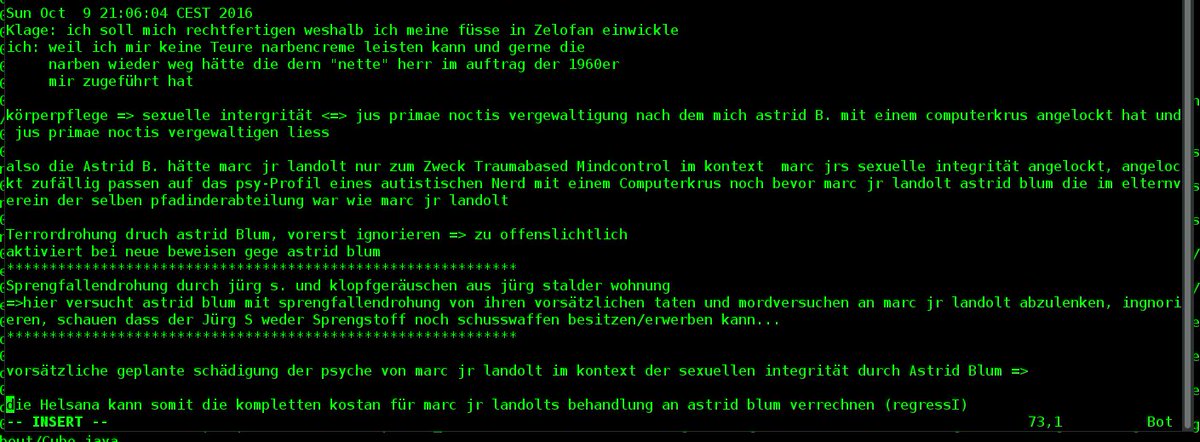 Sun Oct  9 21:06:04 CEST 2016
Klage: ich soll mich rechtfertigen weshalb ich meine füsse in Zelofan einwickle
ich: weil ich mir keine Teure narbencreme leisten kann und gerne die
     narben wieder weg hätte die dern "nette" herr im auftrag der 1960er
     mir zugeführt hat
körperpflege => sexuelle intergrität <=> jus primae noctis vergewaltigung nach dem mich astrid B. mit einem computerkrus angelockt hat und
 jus primae noctis vergewaltigen liess
also die Astrid B. hätte marc jr landolt nur zum Zweck Traumabased Mindcontrol im kontext  marc jrs sexuelle integrität angelockt, angeloc
kt zufällig passen auf das psy-Profil eines autistischen Nerd mit einem Computerkrus noch bevor marc jr landolt astrid blum die im elternv
erein der selben pfadinderabteilung war wie marc jr landolt
Terrordrohung druch astrid Blum, vorerst ignorieren => zu offenslichtlich
aktiviert bei neue beweisen gege astrid blum
************************************************************
Sprengfallendrohung durch jürg s. und klopfgeräuschen aus jürg stalder wohnung
=>hier versucht astrid blum mit sprengfallendrohung von ihren vorsätzlichen taten und mordversuchen an marc jr landolt abzulenken, ingnori
eren, schauen dass der Jürg S weder Sprengstoff noch schusswaffen besitzen/erwerben kann...
************************************************************
vorsätzliche geplante schädigung der psyche von marc jr landolt im kontext der sexuellen integrität durch Astrid Blum =>
die Helsana kann somit die kompletten kostan für marc jr landolts behandlung an astrid blum verrechnen (regressI)
-- INSERT -- 73,1 Bot